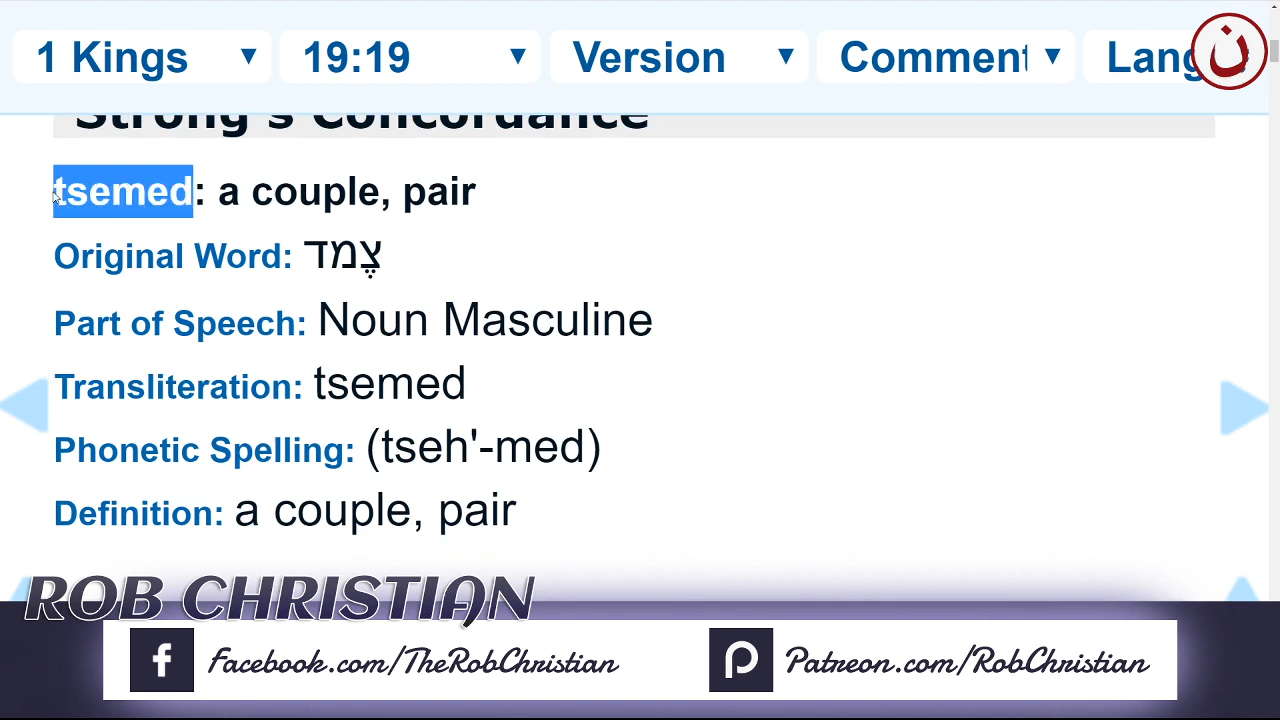 1 Kings ▼ 19:19 ▼ Version ▼ Comment ▼ Lang
ن
Strong's Concordance
tsemed: a couple, pair
Original Word: צֶמד
Part of Speech: Noun Masculine
Transliteration: tsemed
Phonetic Spelling: (tseh'-med)
Definition: a couple, pair
ROB CHRISTIAN
Facebook.com/TheRobChristian
Patreon.com/RobChristian